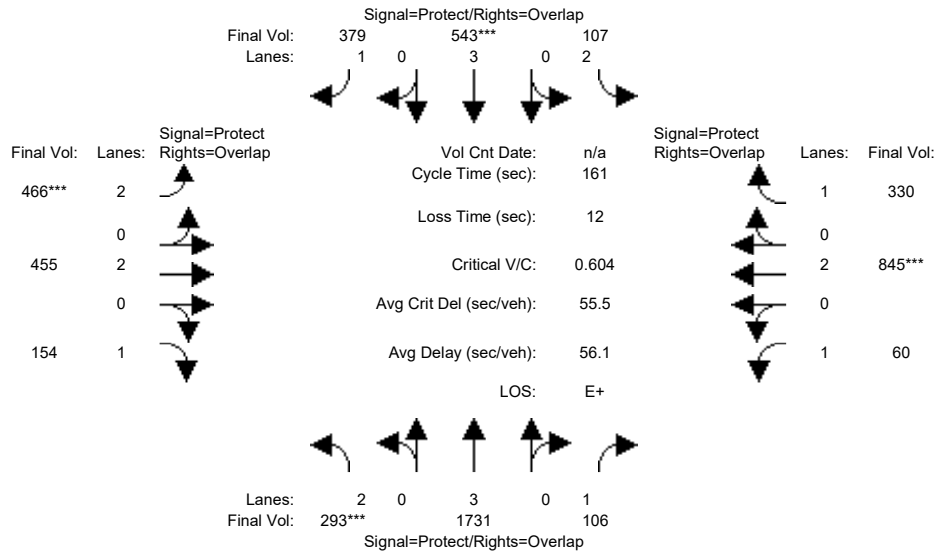 Signal=Protect/Rights=Overlap
Final Vol: 379 543*** 107
Lanes: 1 0 3 0 2
Signal=Protect
Final Vol: Lanes: Rights=Overlap
Vol Cnt Date: n/a
Signal=Protect
Rights=Overlap Lanes: Final Vol:
Cycle Time (sec): 161
466*** 2
1 330
Loss Time (sec): 12
0
0
455 2
Critical V/C: 0.604
2 845***
0
Avg Crit Del (sec/veh): 55.5
0
154 1
Avg Delay (sec/veh): 56.1
1 60
LOS: E+
Lanes: 2 0 3 0 1
Final Vol: 293*** 1731 106
Signal=Protect/Rights=Overlap